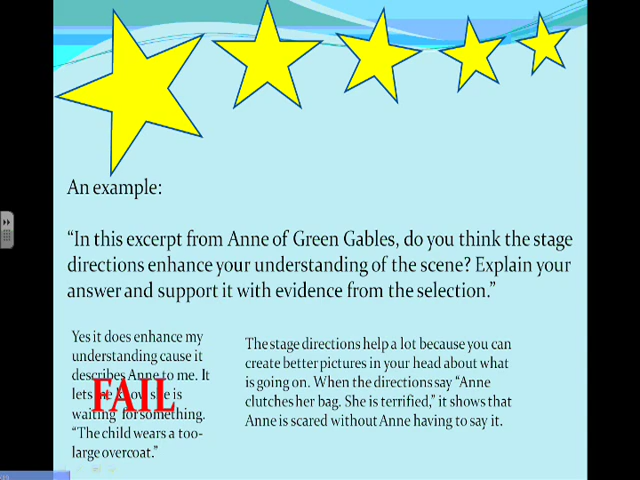 An example:
“In this excerpt from Anne of Green Gables, do you think the stage
directions enhance your understanding of the scene? Explain your
answer and support it with evidence from the selection.”
Yes it does enhance my
understanding cause it
describes Anne to me. It
lets me know she is
waiting for something.
“The child wears a too-
large overcoat.”
FAIL
The stage directions help a lot because you can
create better pictures in your head about what
is going on. When the directions say “Anne
clutches her bag. She is terrified,” it shows that
Anne is scared without Anne having to say it.